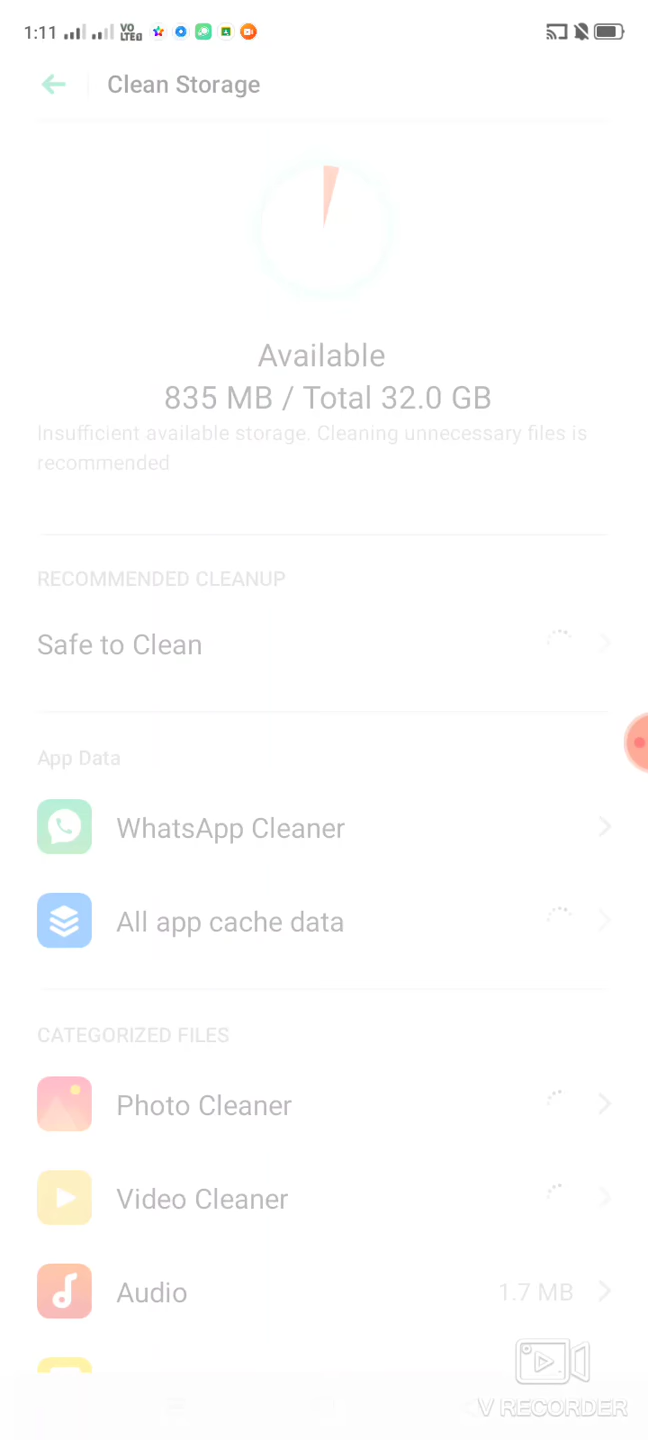 1:11 VO LTE
Clean Storage
Available
835 MB / Total 32.0 GB
Insufficient available storage. Cleaning unnecessary files is
recommended
RECOMMENDED CLEANUP
Safe to Clean
App Data
WhatsApp Cleaner
All app cache data
CATEGORIZED FILES
Photo Cleaner
Video Cleaner
Audio 1.7 MB
V RECORDER